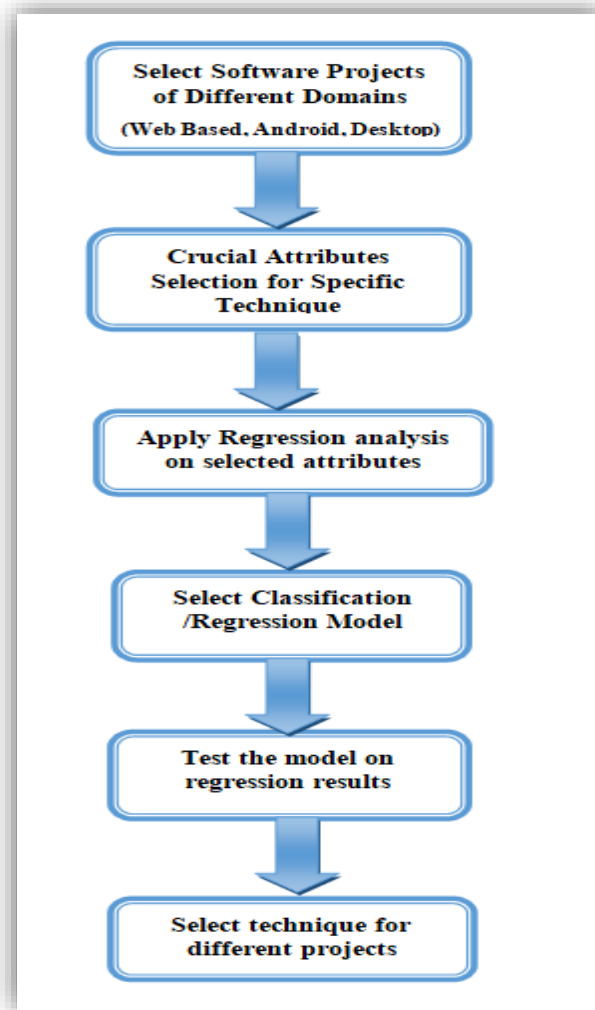 Select Software Projects
of Different Domains
(Web Based, Android, Desktop)
Crucial Attributes
Selection for Specific
Technique
Apply Regression analysis
on selected attributes
Select Classification
/Regression Model
Test the model on
regression results
Select technique for
different projects